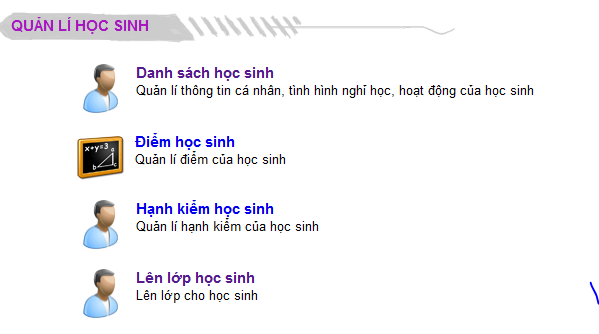 QUẢN LÍ HỌC SINH
Danh sách học sinh
Quản lí thông tin cá nhân, tình hình nghỉ học, hoạt động của học sinh
x+y=3
a
b
c
Điểm học sinh
Quản lí điểm của học sinh
Hạnh kiểm học sinh
Quản lí hạnh kiểm của học sinh
Lên lớp học sinh
Lên lớp cho học sinh